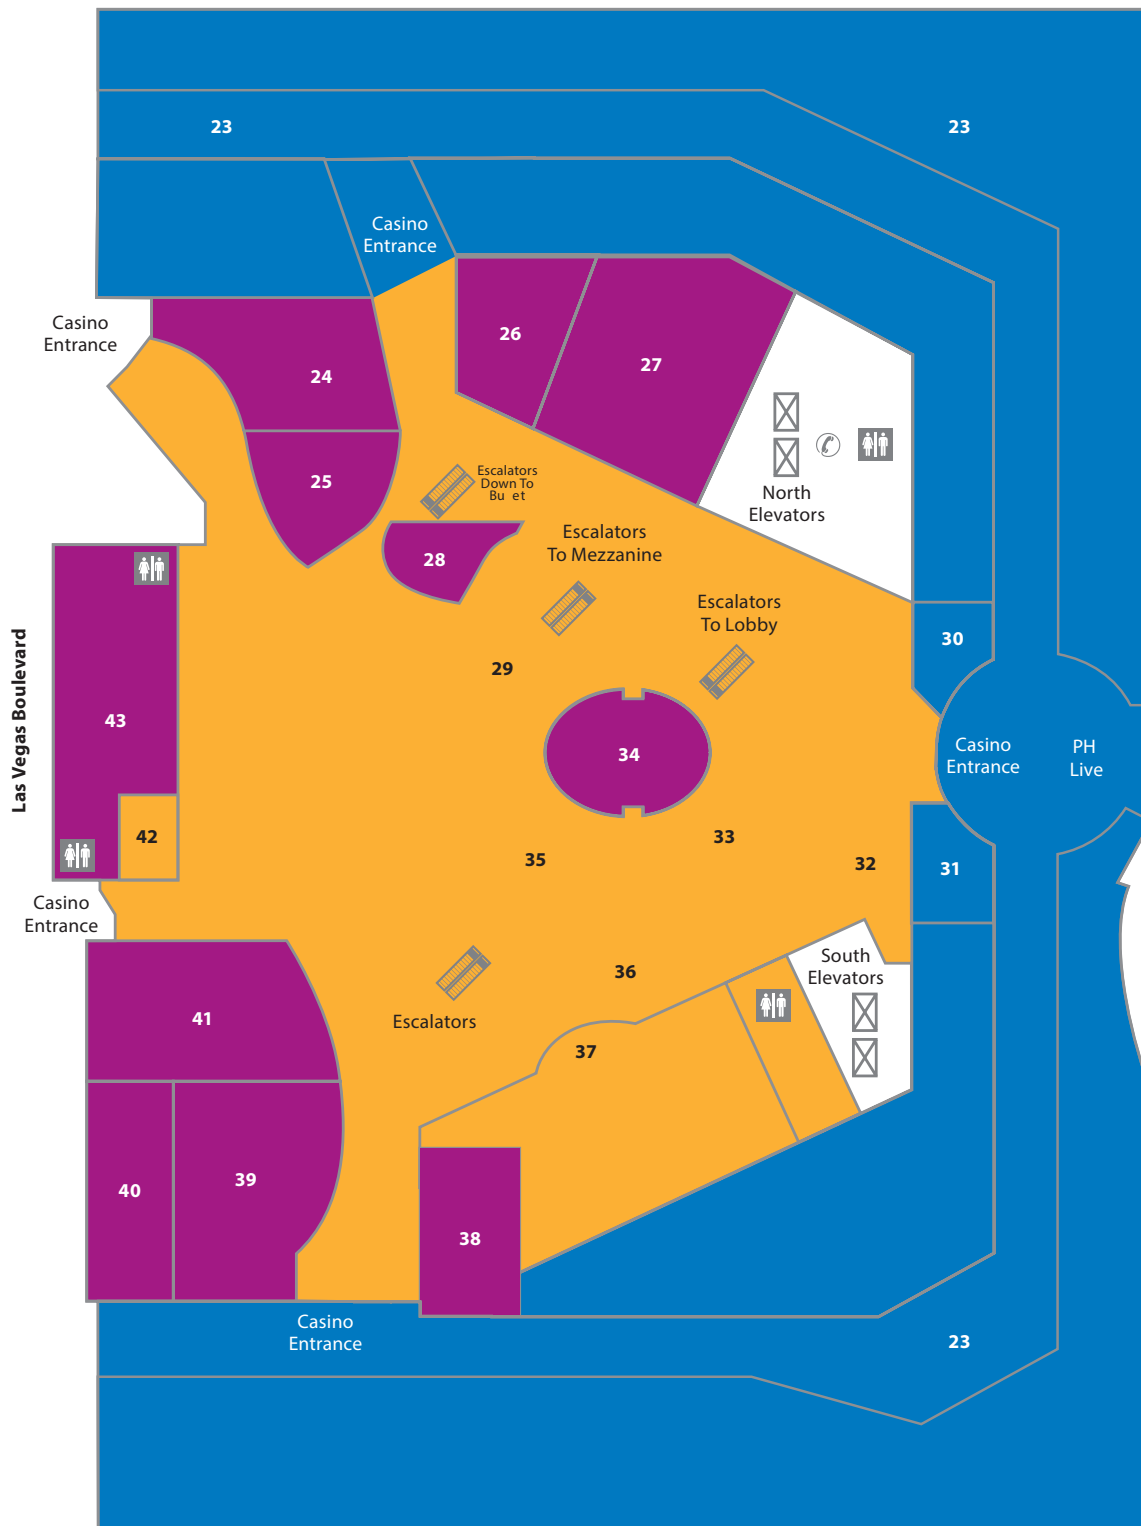 23
23
Casino
Entrance
Casino
Entrance
26
27
24
25
Escalators
Down To
Bu et
North
Elevators
Escalators
To Mezzanine
28
Escalators
To Lobby
30
29
Las Vegas Boulevard
43
34
Casino
Entrance
PH
Live
42
33
35
32
31
Casino
Entrance
South
Elevators
36
41
Escalators
37
40
39
38
Casino
Entrance
23